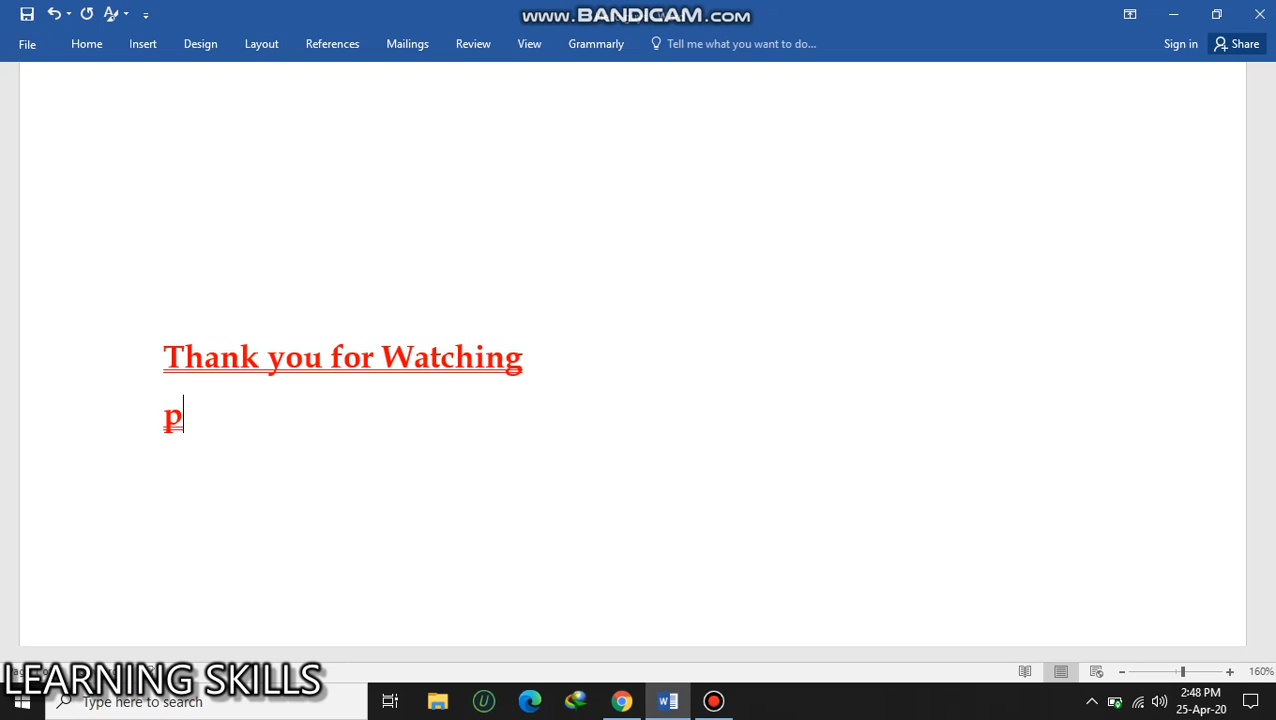 www.BANDICAM.com
File Home Insert Design Layout References Mailings Review View Grammarly Tell me what you want to do... Sign in Share
Thank you for Watching
p
160%
LEARNING SKILLS
Type here to search
2:48 PM
25-Apr-20